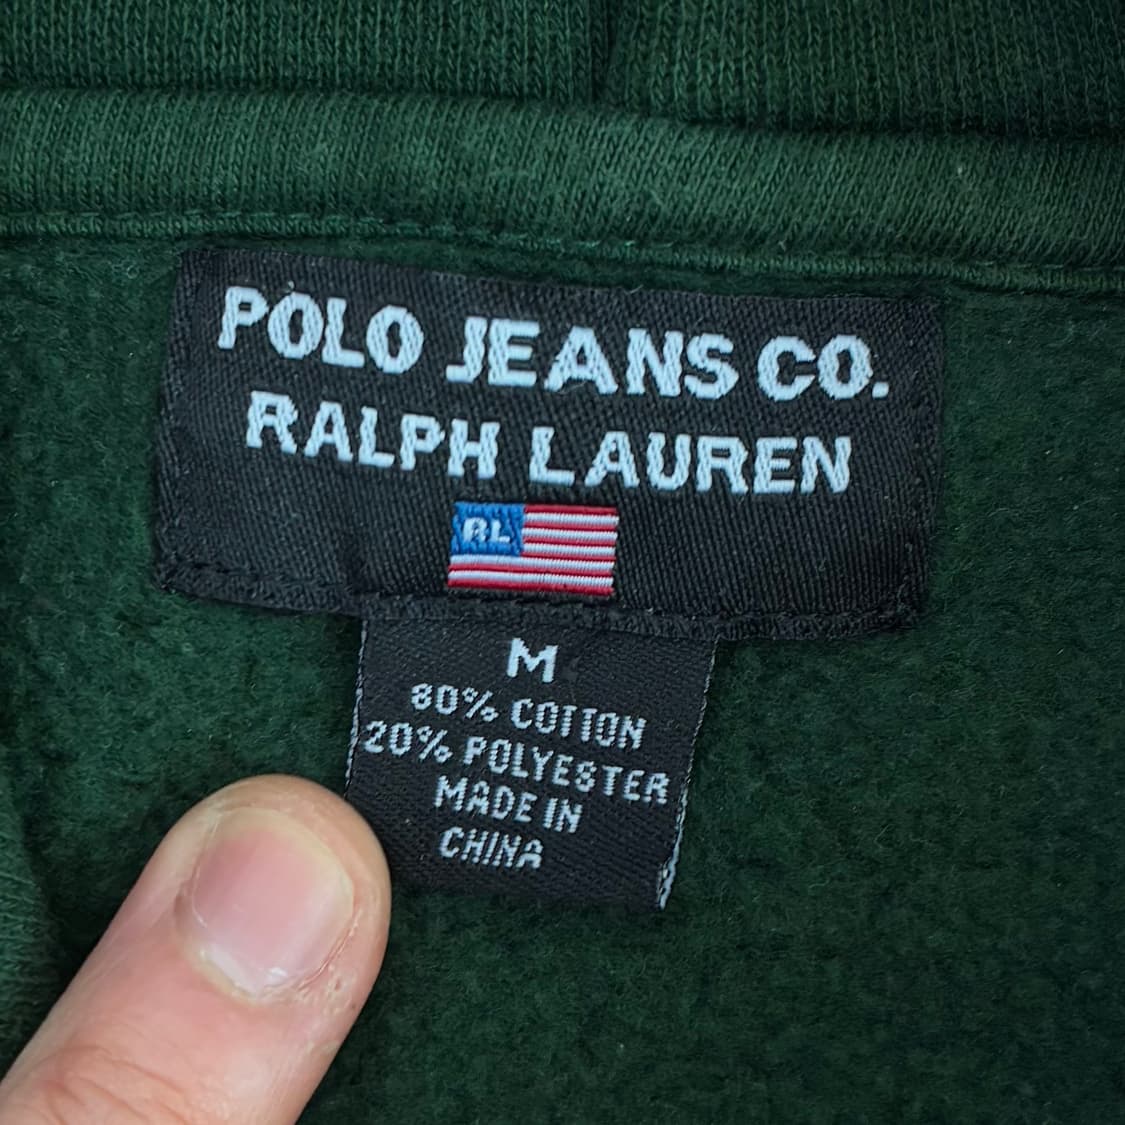 POLO JEANS CO.
RALPH LAUREN
RL
M
80% COTTON
20% POLYESTER
MADE IN
CHINA